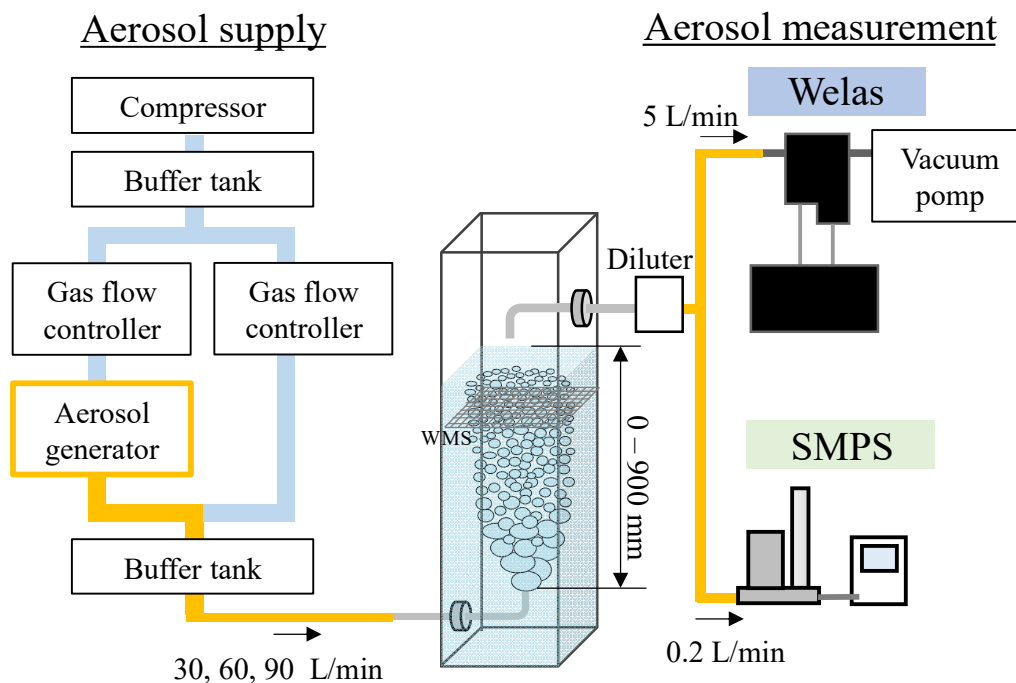 Aerosol supply
Compressor
Buffer tank
Gas flow
controller
Gas flow
controller
Aerosol
generator
Buffer tank
30, 60, 90 L/min
WMS
0 – 900 mm
Diluter
Aerosol measurement
Welas
5 L/min
Vacuum
pomp
SMPS
0.2 L/min